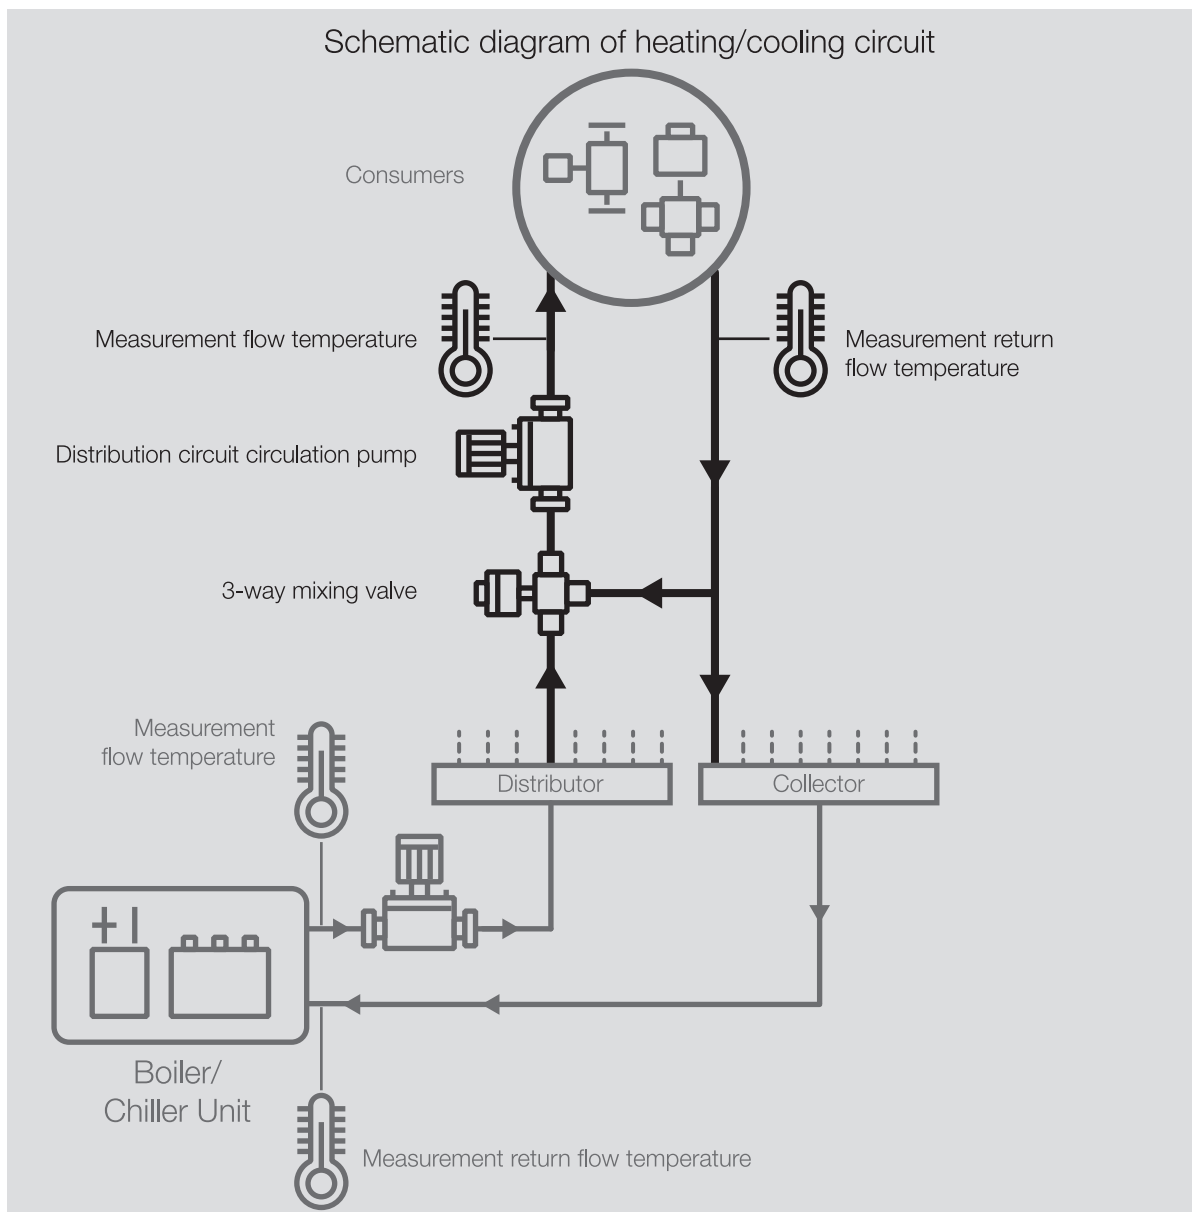 Schematic diagram of heating/cooling circuit
Consumers
Measurement flow temperature
Measurement return
flow temperature
Distribution circuit circulation pump
3-way mixing valve
Measurement
flow temperature
Distributor
Collector
Boiler/
Chiller Unit
Measurement return flow temperature